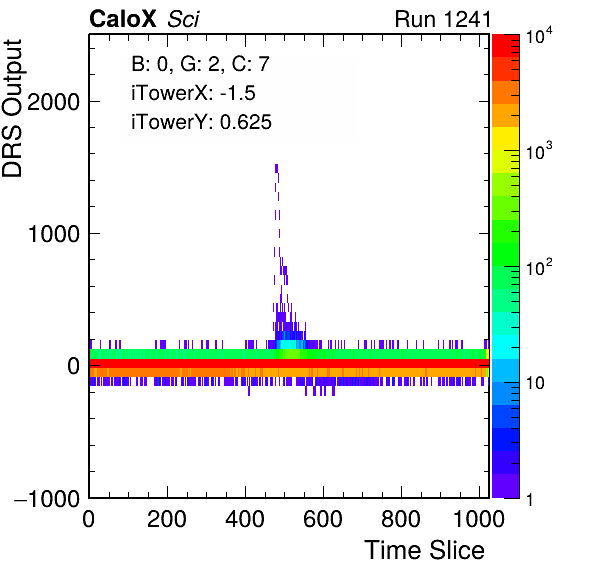 CaloX Sci Run 1241
DRS Output
B: 0, G: 2, C: 7
iTowerX: -1.5
iTowerY: 0.625
2000
1000
0
−1000
0 200 400 600 800 1000
Time Slice
10^4
10^3
10^2
10
1